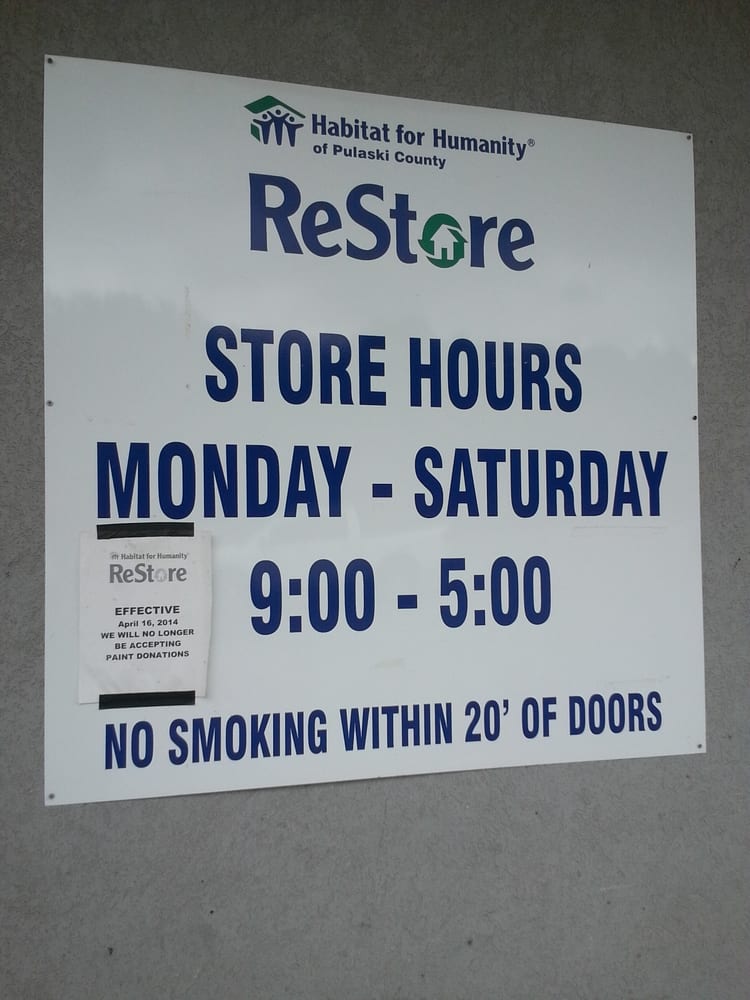 Habitat for Humanity®
of Pulaski County
ReStore
STORE HOURS
MONDAY - SATURDAY
9:00 - 5:00
Habitat for Humanity®
ReStore
EFFECTIVE
April 16, 2014
WE WILL NO LONGER
BE ACCEPTING
PAINT DONATIONS
NO SMOKING WITHIN 20' OF DOORS